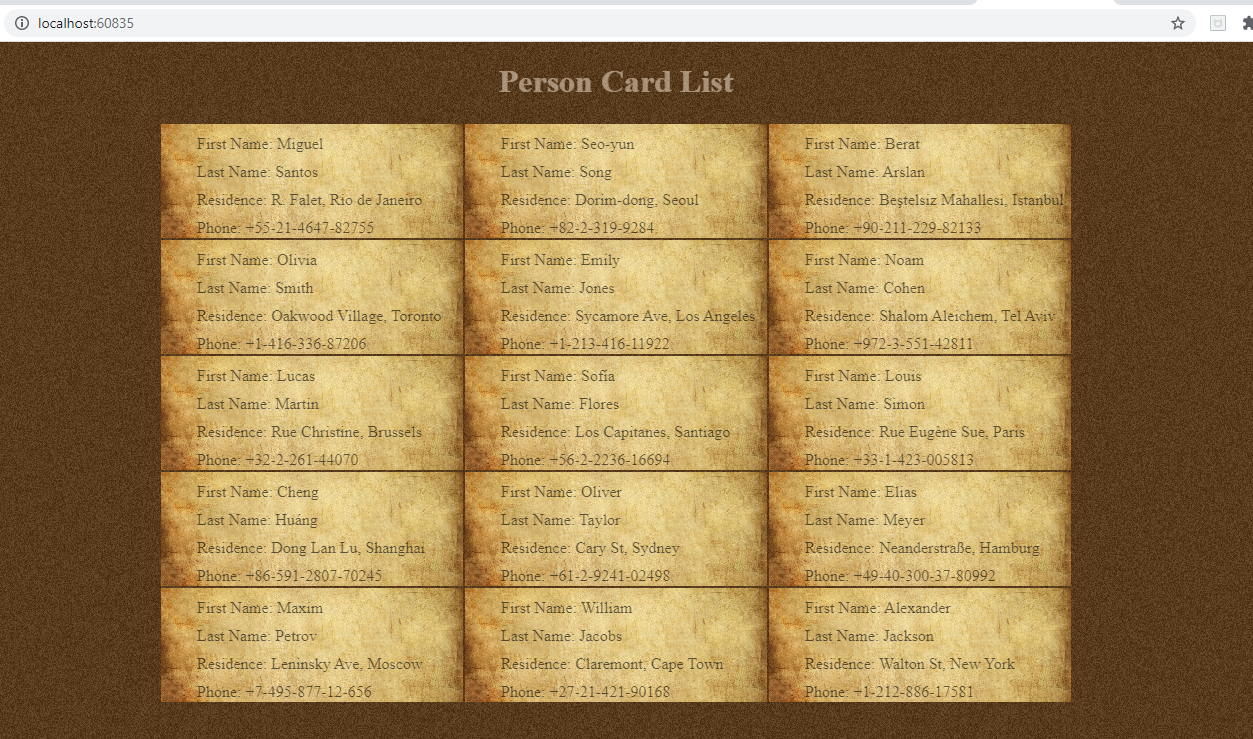 localhost:60835
Person Card List
First Name: Miguel
Last Name: Santos
Residence: R. Falet, Rio de Janeiro
Phone: +55-21-4647-82755
First Name: Seo-yun
Last Name: Song
Residence: Dorim-dong, Seoul
Phone: +82-2-319-9284
First Name: Berat
Last Name: Arslan
Residence: Beştelsiz Mahallesi, Istanbul
Phone: +90-211-229-82133
First Name: Olivia
Last Name: Smith
Residence: Oakwood Village, Toronto
Phone: +1-416-336-87206
First Name: Emily
Last Name: Jones
Residence: Sycamore Ave, Los Angeles
Phone: +1-213-416-11922
First Name: Noam
Last Name: Cohen
Residence: Shalom Aleichem, Tel Aviv
Phone: +972-3-551-42811
First Name: Lucas
Last Name: Martin
Residence: Rue Christine, Brussels
Phone: +32-2-261-44070
First Name: Sofía
Last Name: Flores
Residence: Los Capitanes, Santiago
Phone: +56-2-2236-16694
First Name: Louis
Last Name: Simon
Residence: Rue Eugène Sue, Paris
Phone: +33-1-423-005813
First Name: Cheng
Last Name: Huáng
Residence: Dong Lan Lu, Shanghai
Phone: +86-591-2807-70245
First Name: Oliver
Last Name: Taylor
Residence: Cary St, Sydney
Phone: +61-2-9241-02498
First Name: Elias
Last Name: Meyer
Residence: Neanderstraße, Hamburg
Phone: +49-40-300-37-80992
First Name: Maxim
Last Name: Petrov
Residence: Leninsky Ave, Moscow
Phone: +7-495-877-12-656
First Name: William
Last Name: Jacobs
Residence: Claremont, Cape Town
Phone: +27-21-421-90168
First Name: Alexander
Last Name: Jackson
Residence: Walton St, New York
Phone: +1-212-886-17581